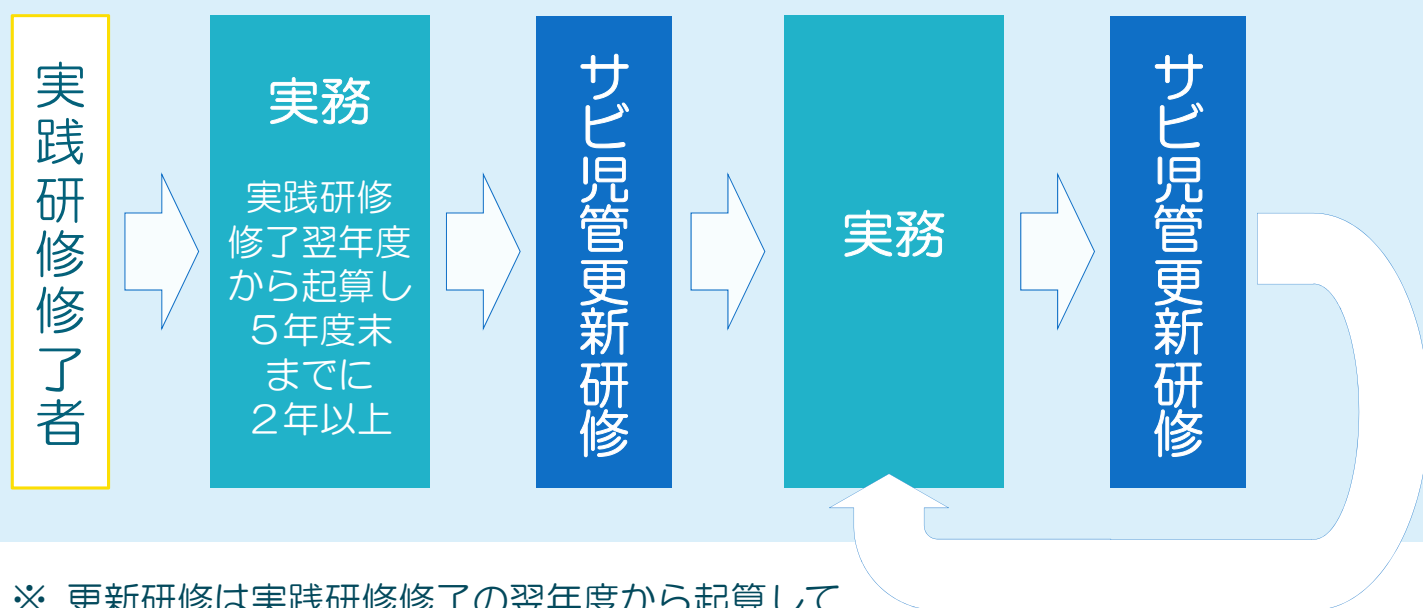 実践研修修了者
実務
実践研修
修了翌年度
から起算し
５年度末
までに
２年以上
サビ児管更新研修
実務
サビ児管更新研修
※ 更新研修は実践研修修了の翌年度から起算して